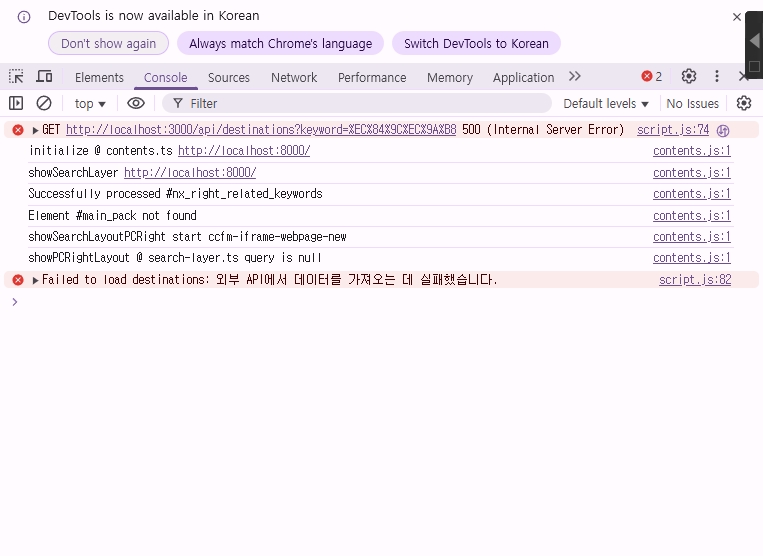 DevTools is now available in Korean
Don't show again Always match Chrome's language Switch DevTools to Korean
Elements Console Sources Network Performance Memory Application 2
top Filter Default levels No Issues
GET http://localhost:3000/api/destinations?keyword=%EC%84%9C%EC%9A%B8 500 (Internal Server Error) script.js:74
initialize @ contents.ts http://localhost:8000/ contents.js:1
showSearchLayer http://localhost:8000/ contents.js:1
Successfully processed #nx_right_related_keywords contents.js:1
Element #main_pack not found contents.js:1
showSearchLayoutPCRight start ccfm-iframe-webpage-new contents.js:1
showPCRightLayout @ search-layer.ts query is null contents.js:1
Failed to load destinations: 외부 API에서 데이터를 가져오는 데 실패했습니다. script.js:82